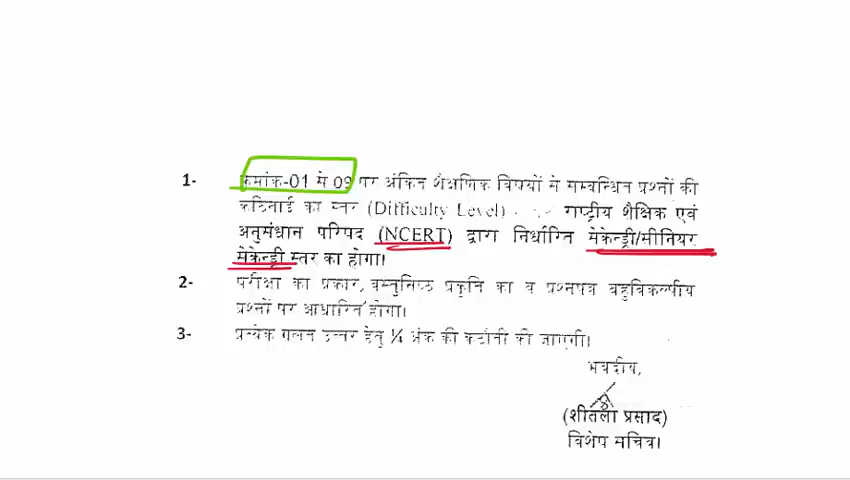 1- क्रमांक-01 से 09 पर अंकित शैक्षणिक विषयों से सम्बन्धित प्रश्नों की
कठिनाई का स्तर (Difficulty Level) राष्ट्रीय शैक्षिक एवं
अनुसंधान परिषद (NCERT) द्वारा निर्धारित सेकेन्ड्री/सीनियर
सेकेन्ड्री स्तर का होगा।
2- परीक्षा का प्रकार, वस्तुनिष्ठ प्रकृति का व प्रश्नपत्र बहुविकल्पीय
प्रश्नों पर आधारित होगा।
3- प्रत्येक गलत उत्तर हेतु ¼ अंक की कटौती की जाएगी।
भवदीय,
(शीतला प्रसाद)
विशेष सचिव।